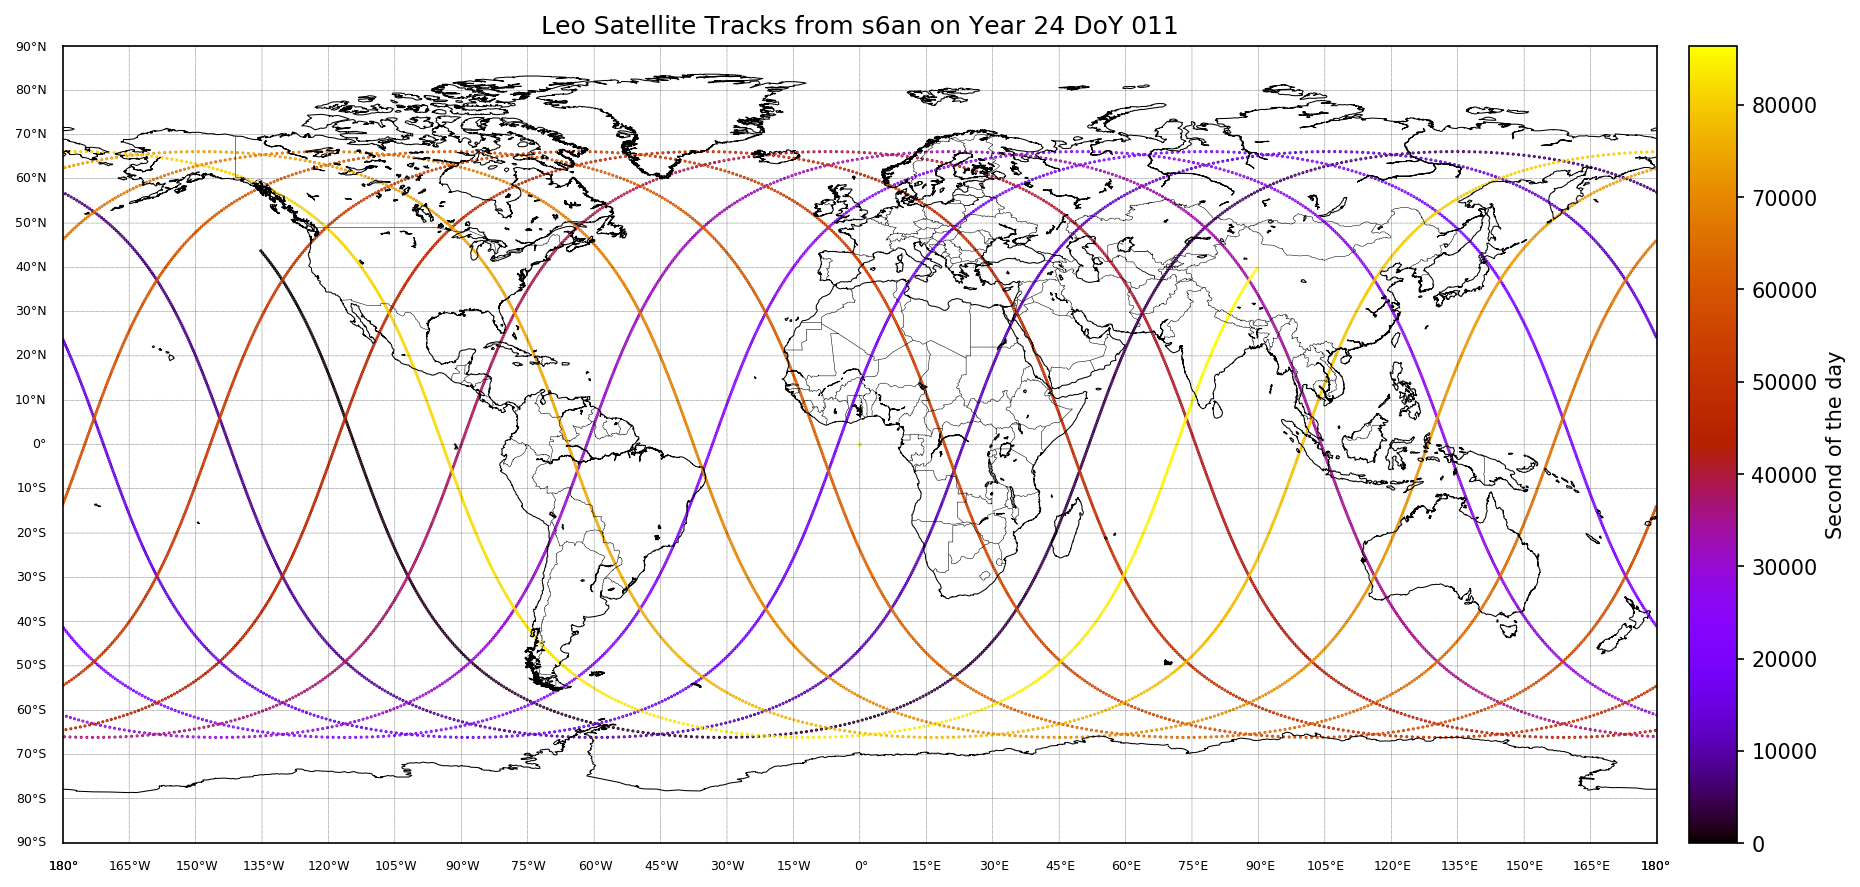 Leo Satellite Tracks from s6an on Year 24 DoY 011
90°N
80°N
70°N
60°N
50°N
40°N
30°N
20°N
10°N
0°
10°S
20°S
30°S
40°S
50°S
60°S
70°S
80°S
90°S
180° 165°W 150°W 135°W 120°W 105°W 90°W 75°W 60°W 45°W 30°W 15°W 0° 15°E 30°E 45°E 60°E 75°E 90°E 105°E 120°E 135°E 150°E 165°E 180°
80000
70000
60000
50000
40000
30000
20000
10000
0
Second of the day